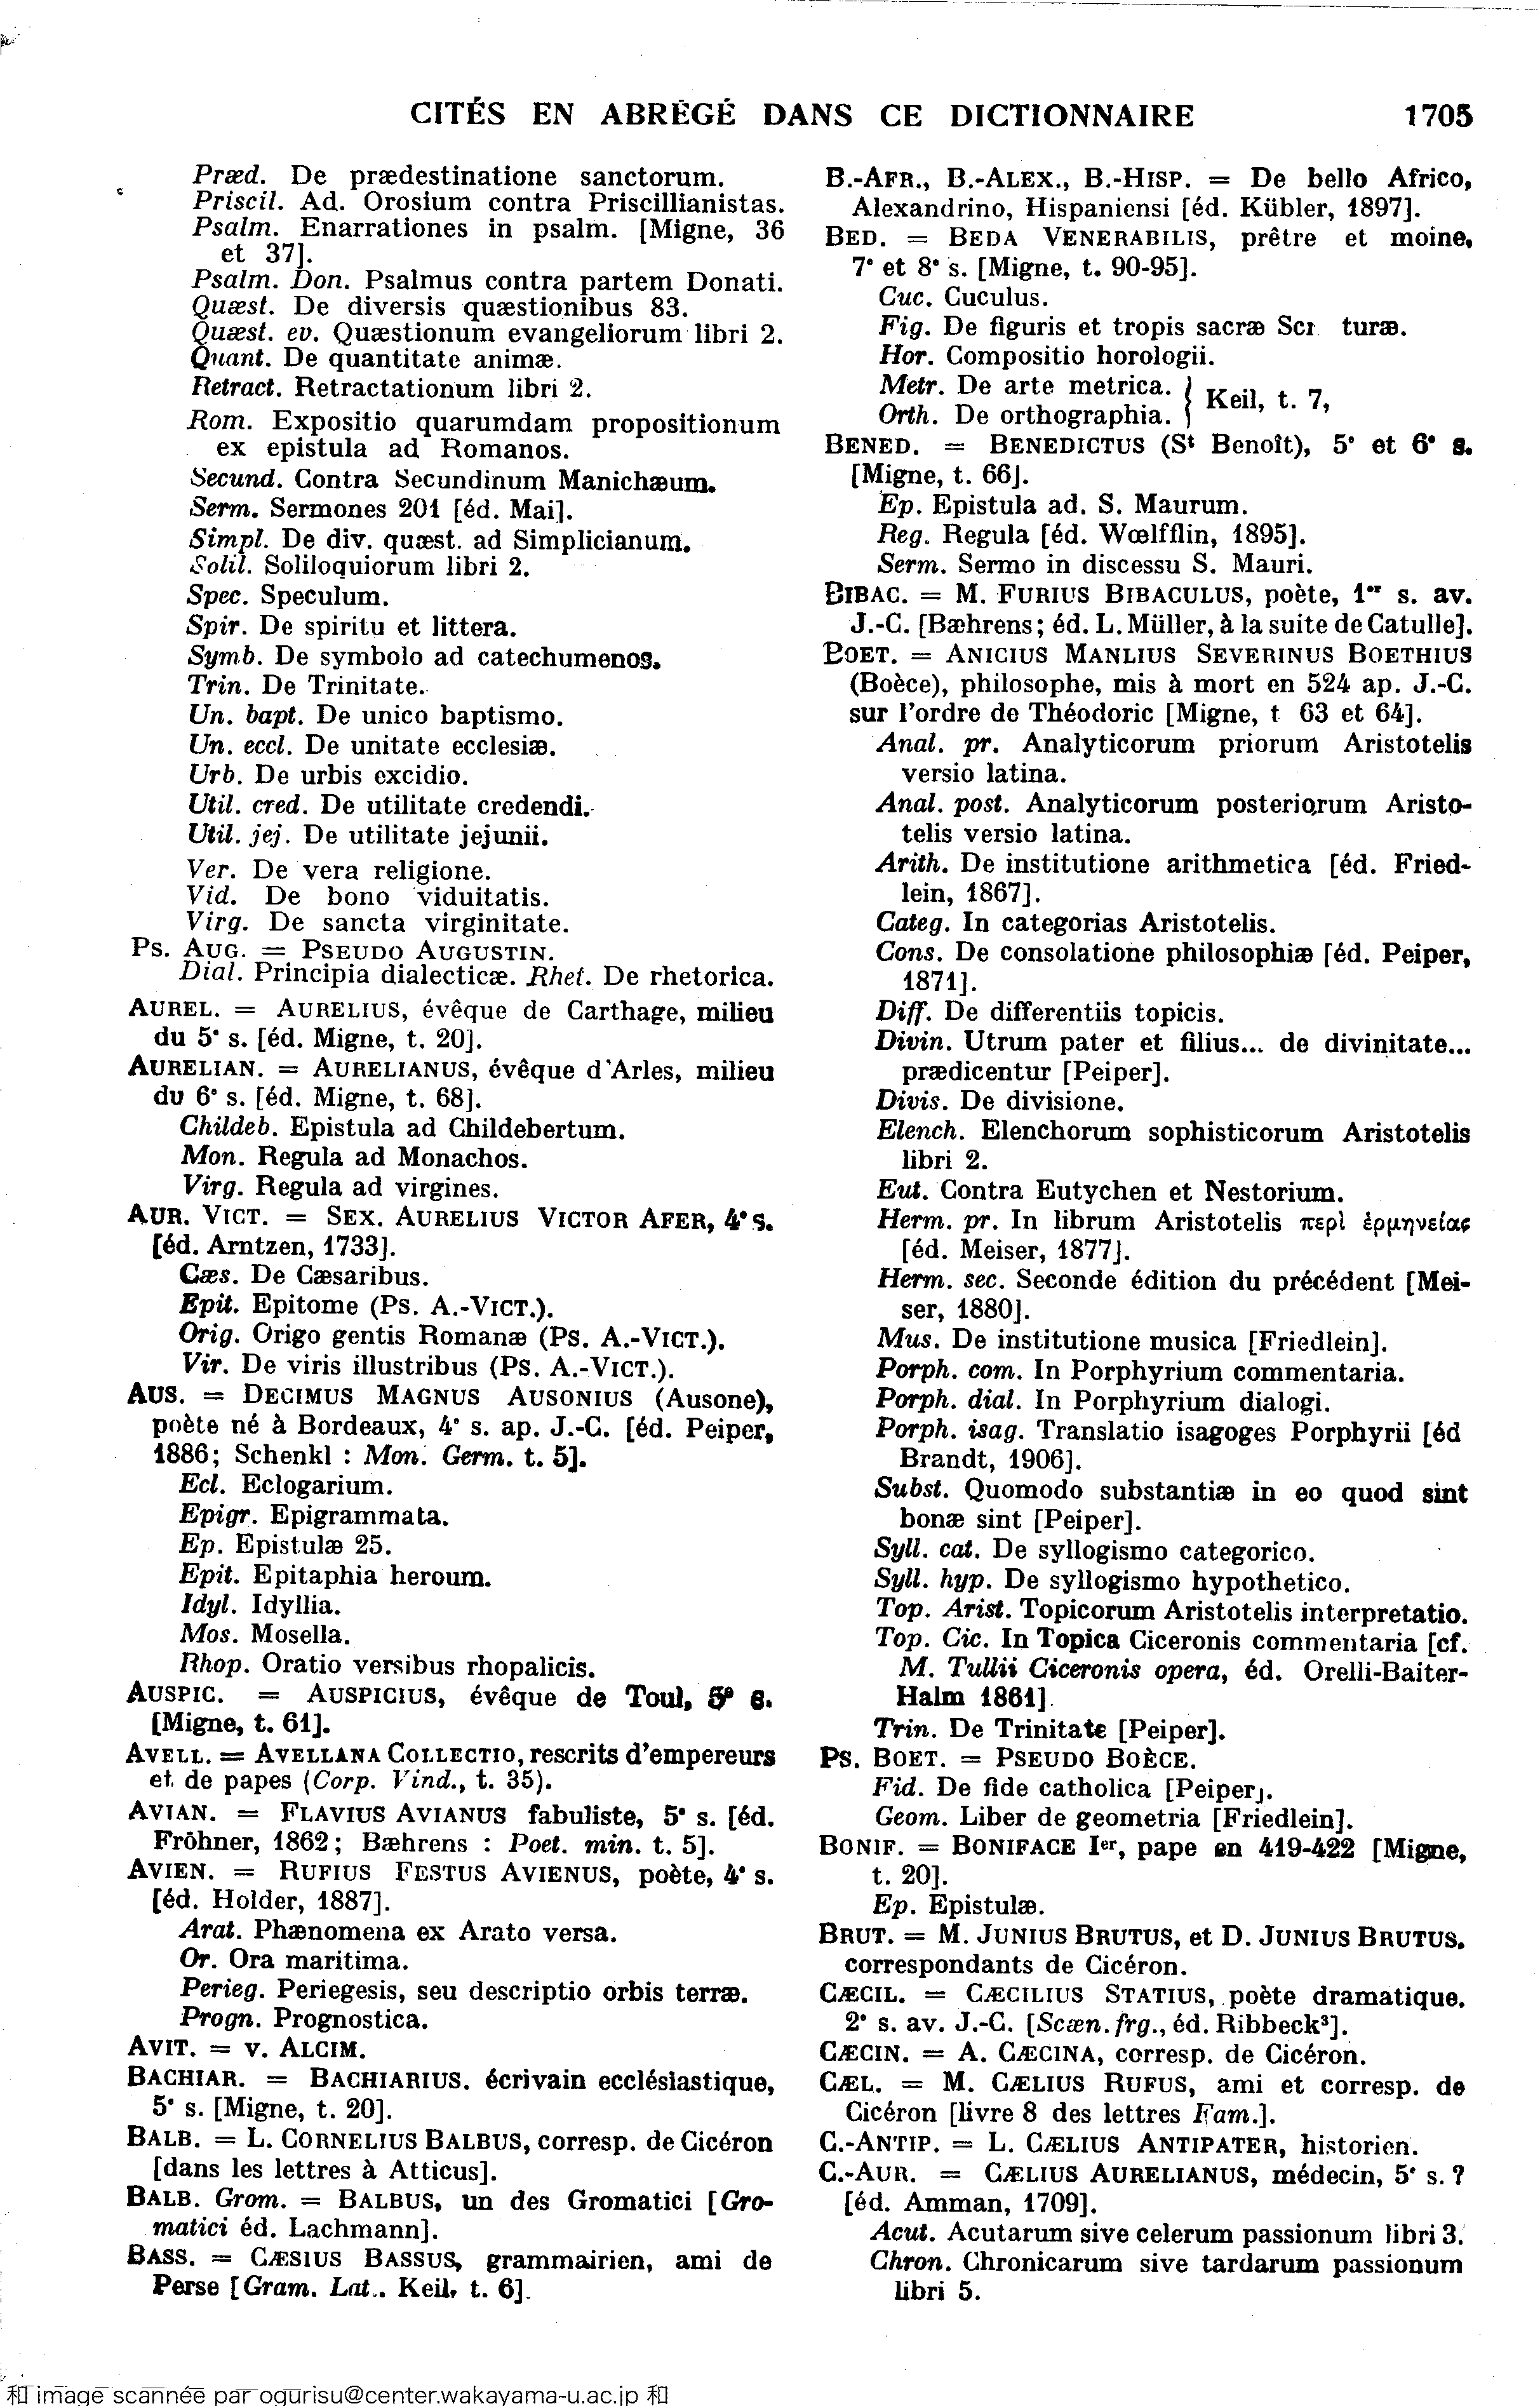 CITÉS EN ABRÉGÉ DANS CE DICTIONNAIRE 1705
Præd. De prædestinatione sanctorum.
Priscil. Ad. Orosium contra Priscillianistas.
Psalm. Enarrationes in psalm. [Migne, 36
et 37].
Psalm. Don. Psalmus contra partem Donati.
Quæst. De diversis quæstionibus 83.
Quæst. ev. Quæstionum evangeliorum libri 2.
Quant. De quantitate animæ.
Retract. Retractationum libri 2.
Rom. Expositio quarumdam propositionum
ex epistula ad Romanos.
Secund. Contra Secundinum Manichæum.
Serm. Sermones 201 [éd. Mai].
Simpl. De div. quæst. ad Simplicianum.
Solil. Soliloquiorum libri 2.
Spec. Speculum.
Spir. De spiritu et littera.
Symb. De symbolo ad catechumenos.
Trin. De Trinitate.
Un. bapt. De unico baptismo.
Un. eccl. De unitate ecclesiæ.
Urb. De urbis excidio.
Util. cred. De utilitate credendi.
Util. jej. De utilitate jejunii.
Ver. De vera religione.
Vid. De bono viduitatis.
Virg. De sancta virginitate.
Ps. AUG. = PSEUDO AUGUSTIN.
Dial. Principia dialecticæ. Rhet. De rhetorica.
AUREL. = AURELIUS, évêque de Carthage, milieu
du 5e s. [éd. Migne, t. 20].
AURELIAN. = AURELIANUS, évêque d'Arles, milieu
du 6e s. [éd. Migne, t. 68].
Childeb. Epistula ad Childebertum.
Mon. Regula ad Monachos.
Virg. Regula ad virgines.
AUR. VICT. = SEX. AURELIUS VICTOR AFER, 4e s.
[éd. Arntzen, 1733].
Cæs. De Cæsaribus.
Epit. Epitome (Ps. A.-VICT.).
Orig. Origo gentis Romanæ (Ps. A.-VICT.).
Vir. De viris illustribus (Ps. A.-VICT.).
AUS. = DECIMUS MAGNUS AUSONIUS (Ausone),
poète né à Bordeaux, 4e s. ap. J.-C. [éd. Peiper,
1886; Schenkl : Mon. Germ. t. 5].
Ecl. Eclogarium.
Epigr. Epigrammata.
Ep. Epistulæ 25.
Epit. Epitaphia heroum.
Idyl. Idyllia.
Mos. Mosella.
Rhop. Oratio versibus rhopalicis.
AUSPIC. = AUSPICIUS, évêque de Toul, 5e s.
[Migne, t. 61].
AVELL. = AVELLANA COLLECTIO, rescrits d'empereurs
et de papes (Corp. Vind., t. 35).
AVIAN. = FLAVIUS AVIANUS fabuliste, 5e s. [éd.
Fröhner, 1862; Bæhrens : Poet. min. t. 5].
AVIEN. = RUFIUS FESTUS AVIENUS, poète, 4e s.
[éd. Holder, 1887].
Arat. Phænomena ex Arato versa.
Or. Ora maritima.
Perieg. Periegesis, seu descriptio orbis terræ.
Progn. Prognostica.
AVIT. = v. ALCIM.
BACHIAR. = BACHIARIUS. écrivain ecclésiastique,
5e s. [Migne, t. 20].
BALB. = L. CORNELIUS BALBUS, corresp. de Cicéron
[dans les lettres à Atticus].
BALB. Grom. = BALBUS, un des Gromatici [Gro-
matici éd. Lachmann].
BASS. = CÆSIUS BASSUS, grammairien, ami de
Perse [Gram. Lat.. Keil, t. 6].
B.-AFR., B.-ALEX., B.-HISP. = De bello Africo,
Alexandrino, Hispaniensi [éd. Kübler, 1897].
BED. = BEDA VENERABILIS, prêtre et moine,
7e et 8e s. [Migne, t. 90-95].
Cuc. Cuculus.
Fig. De figuris et tropis sacræ Scr turæ.
Hor. Compositio horologii.
Metr. De arte metrica. } Keil, t. 7,
Orth. De orthographia.
BENED. = BENEDICTUS (St Benoît), 5e et 6e s.
[Migne, t. 66].
Ep. Epistula ad. S. Maurum.
Reg. Regula [éd. Wœlfflin, 1895].
Serm. Sermo in discessu S. Mauri.
BIBAC. = M. FURIUS BIBACULUS, poète, 1er s. av.
J.-C. [Bæhrens; éd. L. Müller, à la suite de Catulle].
BOET. = ANICIUS MANLIUS SEVERINUS BOETHIUS
(Boèce), philosophe, mis à mort en 524 ap. J.-C.
sur l'ordre de Théodoric [Migne, t 63 et 64].
Anal. pr. Analyticorum priorum Aristotelis
versio latina.
Anal. post. Analyticorum posteriorum Aristo-
telis versio latina.
Arith. De institutione arithmetica [éd. Fried-
lein, 1867].
Categ. In categorias Aristotelis.
Cons. De consolatione philosophiæ [éd. Peiper,
1871].
Diff. De differentiis topicis.
Divin. Utrum pater et filius... de divinitate...
prædicentur [Peiper].
Divis. De divisione.
Elench. Elenchorum sophisticorum Aristotelis
libri 2.
Eut. Contra Eutychen et Nestorium.
Herm. pr. In librum Aristotelis περὶ ἑρμηνείας
[éd. Meiser, 1877].
Herm. sec. Seconde édition du précédent [Mei-
ser, 1880].
Mus. De institutione musica [Friedlein].
Porph. com. In Porphyrium commentaria.
Porph. dial. In Porphyrium dialogi.
Porph. isag. Translatio isagoges Porphyrii [éd
Brandt, 1906].
Subst. Quomodo substantiæ in eo quod sint
bonæ sint [Peiper].
Syll. cat. De syllogismo categorico.
Syll. hyp. De syllogismo hypothetico.
Top. Arist. Topicorum Aristotelis interpretatio.
Top. Cic. In Topica Ciceronis commentaria [cf.
M. Tullii Ciceronis opera, éd. Orelli-Baiter-
Halm 1861]
Trin. De Trinitate [Peiper].
Ps. BOET. = PSEUDO BOÈCE.
Fid. De fide catholica [Peiper].
Geom. Liber de geometria [Friedlein].
BONIF. = BONIFACE Ier, pape en 419-422 [Migne,
t. 20].
Ep. Epistulæ.
BRUT. = M. JUNIUS BRUTUS, et D. JUNIUS BRUTUS,
correspondants de Cicéron.
CÆCIL. = CÆCILIUS STATIUS, poète dramatique.
2e s. av. J.-C. [Scæn. frg., éd. Ribbeck³].
CÆCIN. = A. CÆCINA, corresp. de Cicéron.
CÆL. = M. CÆLIUS RUFUS, ami et corresp. de
Cicéron [livre 8 des lettres Fam.].
C.-ANTIP. = L. CÆLIUS ANTIPATER, historien.
C.-AUR. = CÆLIUS AURELIANUS, médecin, 5e s. ?
[éd. Amman, 1709].
Acut. Acutarum sive celerum passionum libri 3.
Chron. Chronicarum sive tardarum passionum
libri 5.
和 image scannée par ogurisu@center.wakayama-u.ac.jp 和